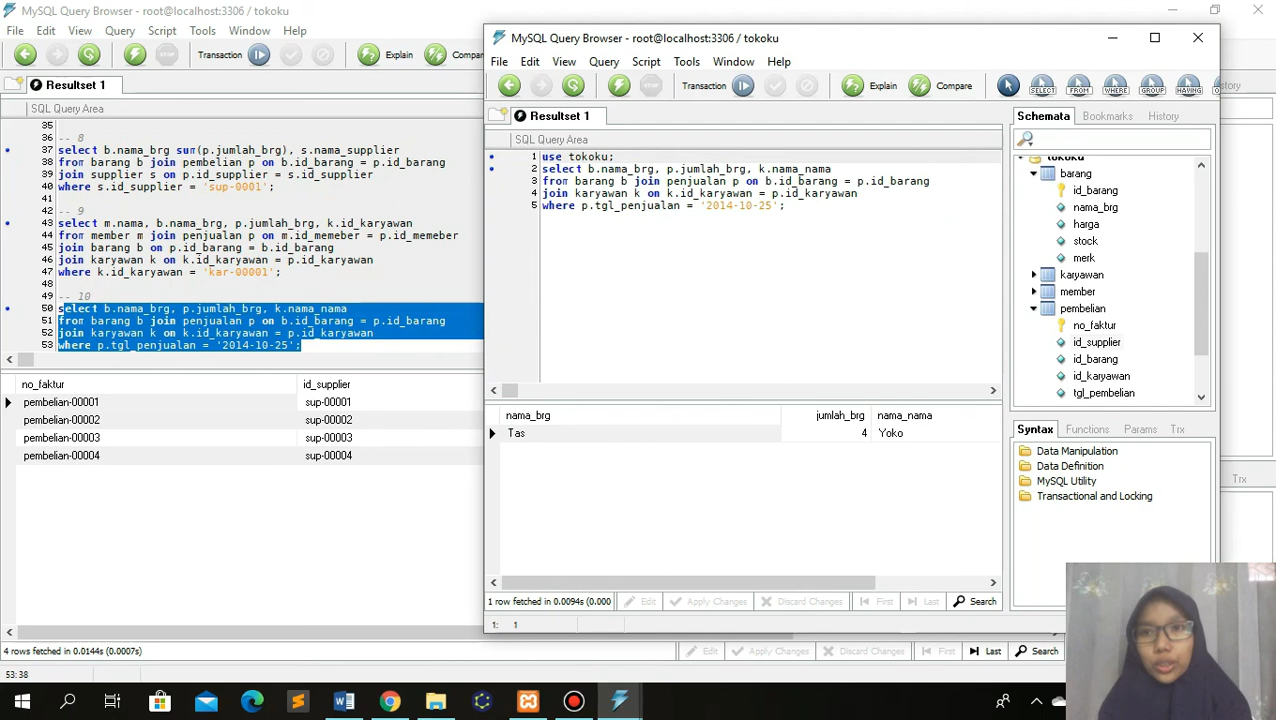 MySQL Query Browser - root@localhost:3306 / tokoku
File Edit View Query Script Tools Window Help
Transaction Explain Compar
Resultset 1
SQL Query Area
35
36 -- 8
37 select b.nama_brg sum(p.jumlah_brg), s.nama_supplier
38 from barang b join pembelian p on b.id_barang = p.id_barang
39 join supplier s on p.id_supplier = s.id_supplier
40 where s.id_supplier = 'sup-0001';
41
42 -- 9
43 select m.nama, b.nama_brg, p.jumlah_brg, k.id_karyawan
44 from member m join penjualan p on m.id_memeber = p.id_memeber
45 join barang b on p.id_barang = b.id_barang
46 join karyawan k on k.id_karyawan = p.id_karyawan
47 where k.id_karyawan = 'kar-00001';
48
49 -- 10
50 select b.nama_brg, p.jumlah_brg, k.nama_nama
51 from barang b join penjualan p on b.id_barang = p.id_barang
52 join karyawan k on k.id_karyawan = p.id_karyawan
53 where p.tgl_penjualan = '2014-10-25';
no_faktur id_supplier
pembelian-00001 sup-00001
pembelian-00002 sup-00002
pembelian-00003 sup-00003
pembelian-00004 sup-00004
4 rows fetched in 0.0144s (0.0007s)
Edit Apply Changes Discard Changes First Last Search
53:38
MySQL Query Browser - root@localhost:3306 / tokoku
File Edit View Query Script Tools Window Help
Transaction Explain Compare SELECT FROM WHERE GROUP HAVING
Resultset 1
SQL Query Area
1 use tokoku;
2 select b.nama_brg, p.jumlah_brg, k.nama_nama
3 from barang b join penjualan p on b.id_barang = p.id_barang
4 join karyawan k on k.id_karyawan = p.id_karyawan
5 where p.tgl_penjualan = '2014-10-25';
nama_brg jumlah_brg nama_nama
Tas 4 Yoko
1 row fetched in 0.0094s (0.000
Edit Apply Changes Discard Changes First Last Search
1: 1
Schemata Bookmarks History
tokoku
barang
id_barang
nama_brg
harga
stock
merk
karyawan
member
pembelian
no_faktur
id_supplier
id_barang
id_karyawan
tgl_pembelian
Syntax Functions Params Trx
Data Manipulation
Data Definition
MySQL Utility
Transactional and Locking
Trx